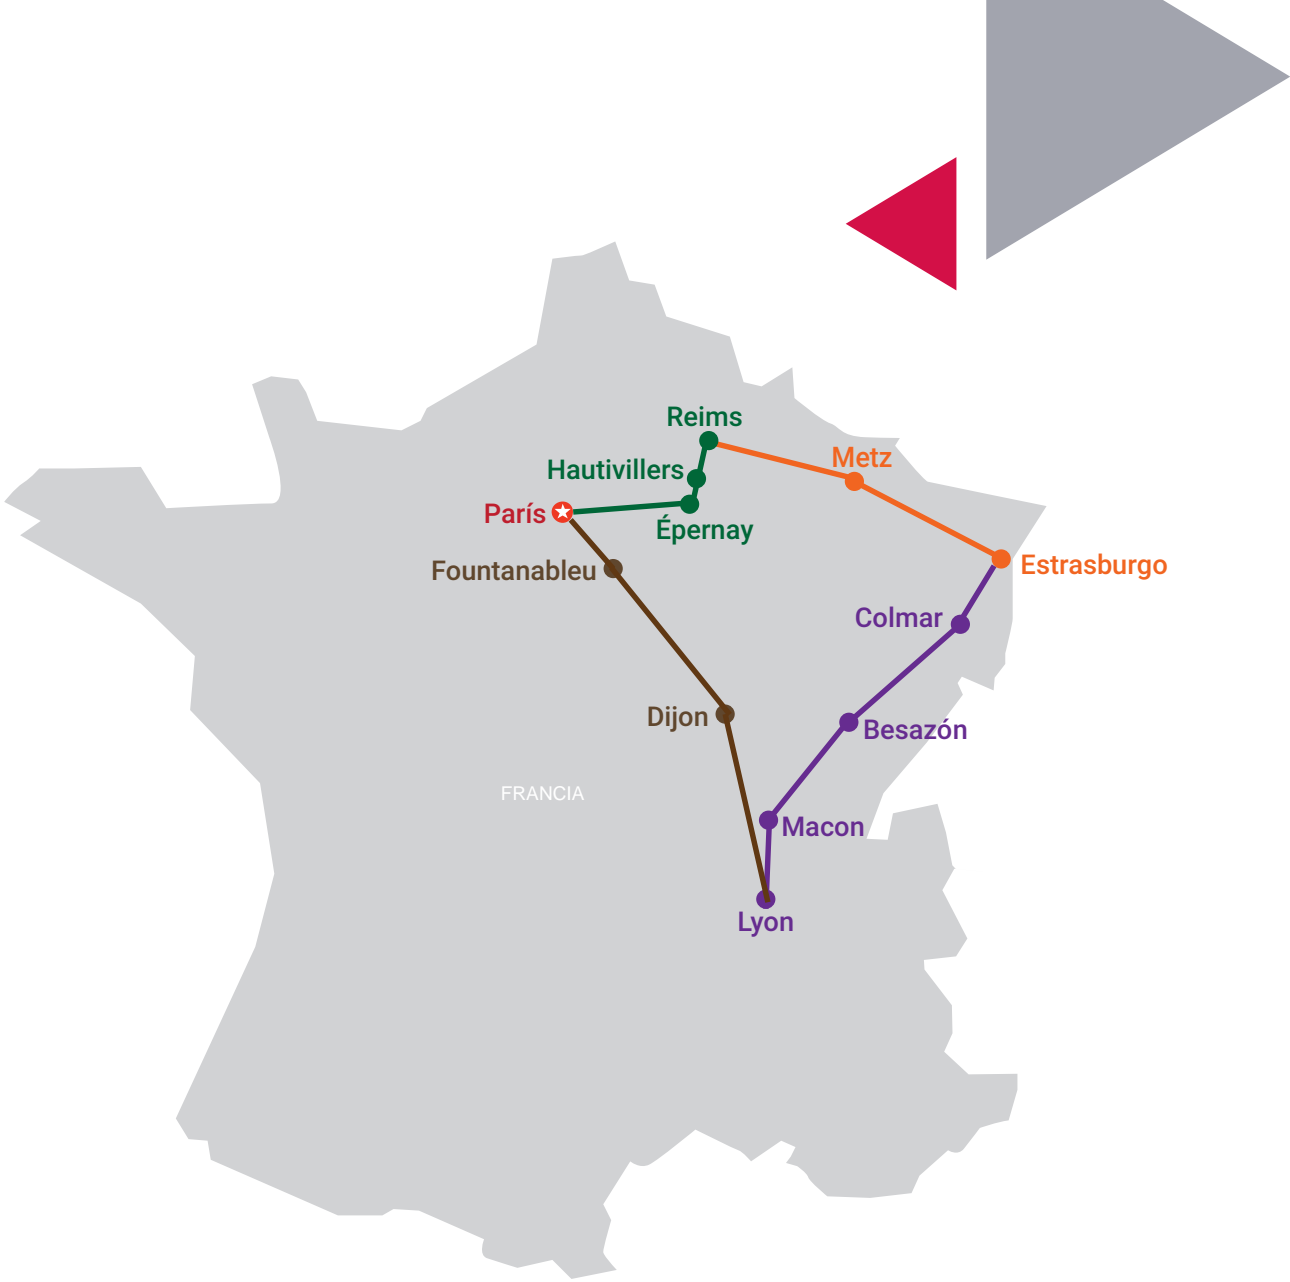 Reims
Metz
Hautivillers
París
Épernay
Estrasburgo
Fountanableu
Colmar
Dijon
Besazón
FRANCIA
Macon
Lyon